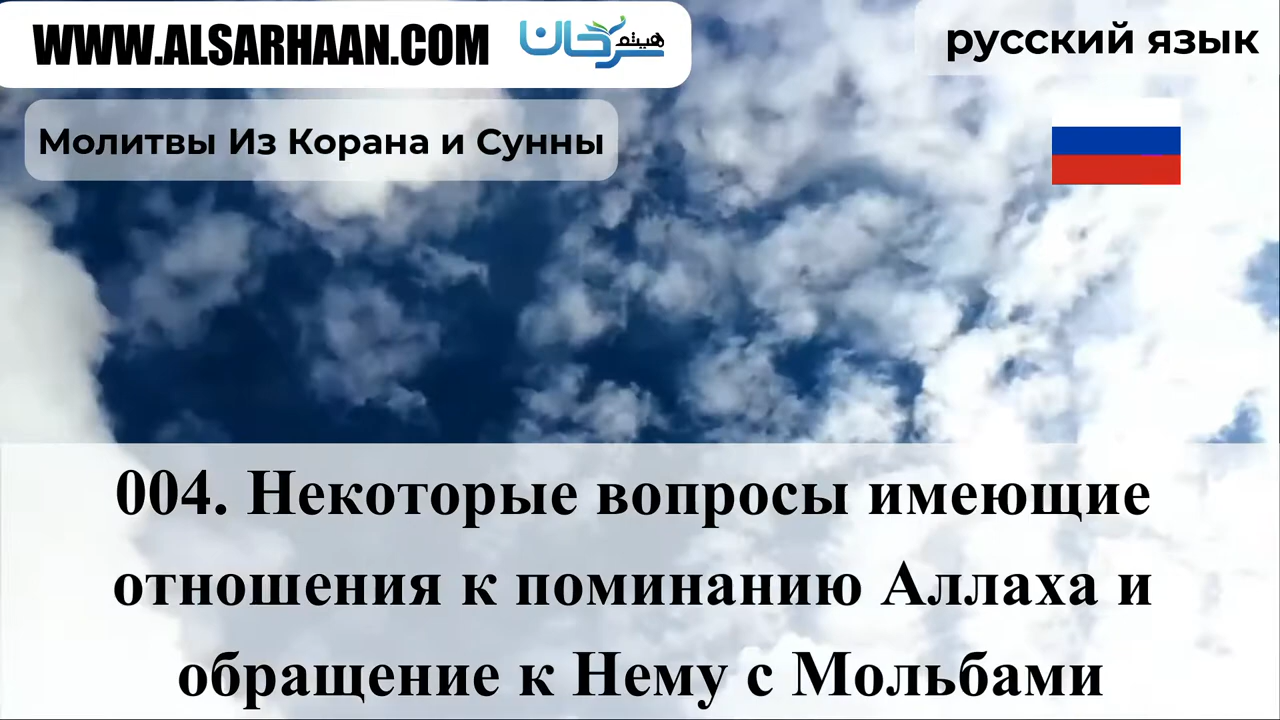 WWW.ALSARHAAN.COM
هيثم سرحان
русский язык
Молитвы Из Корана и Сунны
004. Некоторые вопросы имеющие
отношения к поминанию Аллаха и
обращение к Нему с Мольбами